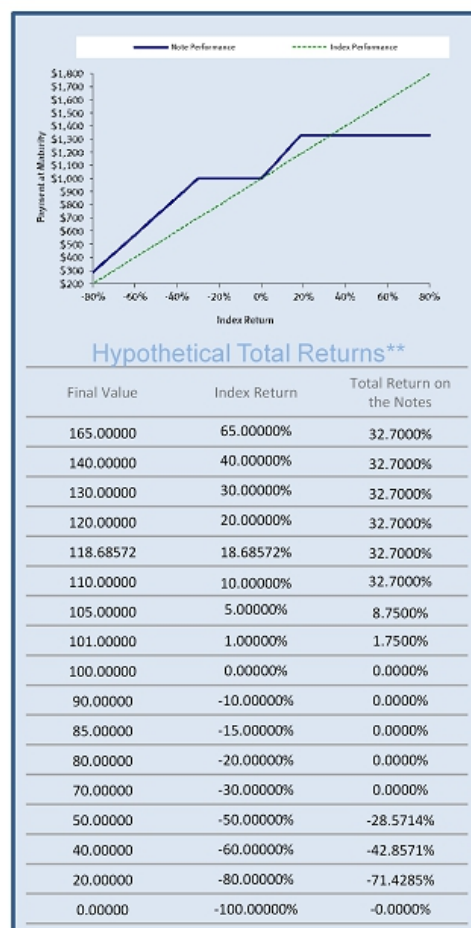 Note Performance Index Performance
$1,800
$1,700
$1,600
$1,500
$1,400
$1,300
$1,200
$1,100
$1,000
$900
$800
$700
$600
$500
$400
$300
$200
Payment at Maturity
-80% -60% -40% -20% 0% 20% 40% 60% 80%
Index Return
Hypothetical Total Returns**
Final Value Index Return Total Return on
the Notes
165.00000 65.00000% 32.7000%
140.00000 40.00000% 32.7000%
130.00000 30.00000% 32.7000%
120.00000 20.00000% 32.7000%
118.68572 18.68572% 32.7000%
110.00000 10.00000% 32.7000%
105.00000 5.00000% 8.7500%
101.00000 1.00000% 1.7500%
100.00000 0.00000% 0.0000%
90.00000 -10.00000% 0.0000%
85.00000 -15.00000% 0.0000%
80.00000 -20.00000% 0.0000%
70.00000 -30.00000% 0.0000%
50.00000 -50.00000% -28.5714%
40.00000 -60.00000% -42.8571%
20.00000 -80.00000% -71.4285%
0.00000 -100.00000% -0.0000%